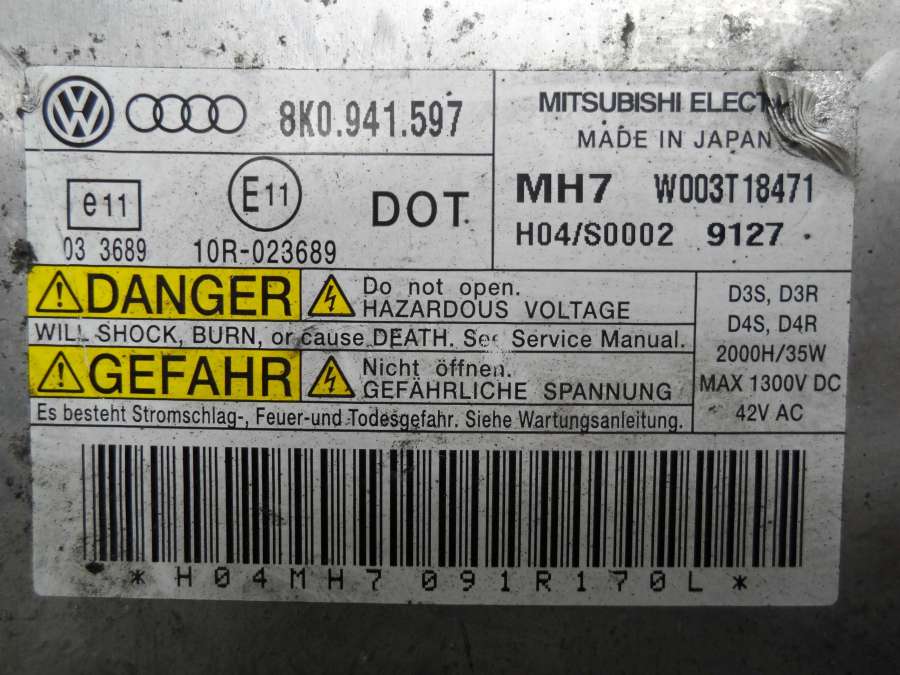 8K0.941.597
MITSUBISHI
MADE IN JAPAN
MH7 W003T18471
H04/S0002 9127
e11
03 3689
E11
10R-023689
DOT
DANGER
Do not open.
HAZARDOUS VOLTAGE
WILL SHOCK, BURN, or cause DEATH. See Service Manual.
GEFAHR
Nicht öffnen.
GEFÄHRLICHE SPANNUNG
Es besteht Stromschlag-, Feuer-und Todesgefahr. Siehe Wartungsanleitung.
D3S, D3R
D4S, D4R
2000H/35W
MAX 1300V DC
42V AC
*H04MH7091R170L*